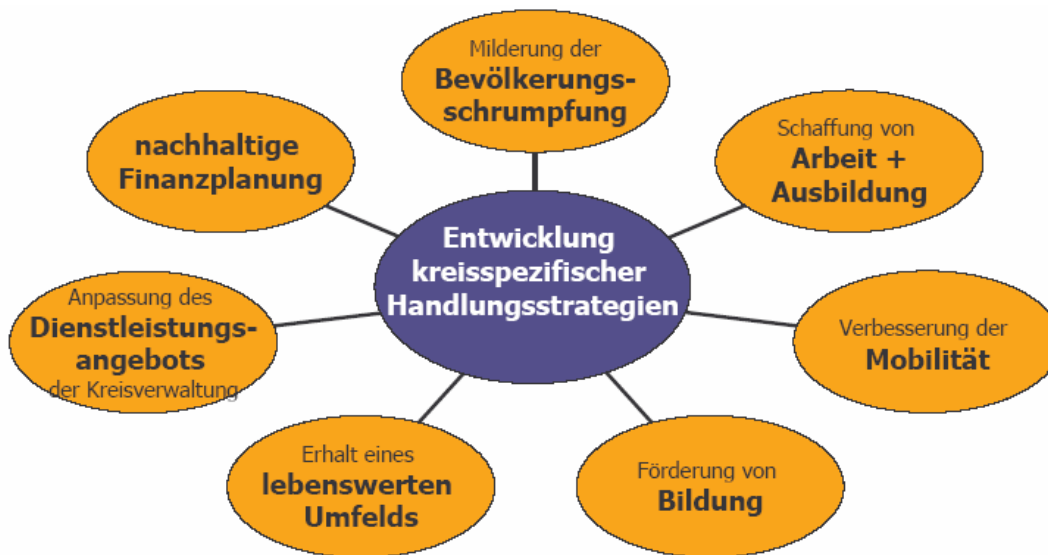 Milderung der
Bevölkerungs-
schrumpfung
Schaffung von
Arbeit +
Ausbildung
Verbesserung der
Mobilität
Förderung von
Bildung
Erhalt eines
lebenswerten
Umfelds
Anpassung des
Dienstleistungs-
angebots
der Kreisverwaltung
nachhaltige
Finanzplanung
Entwicklung
kreisspezifischer
Handlungsstrategien